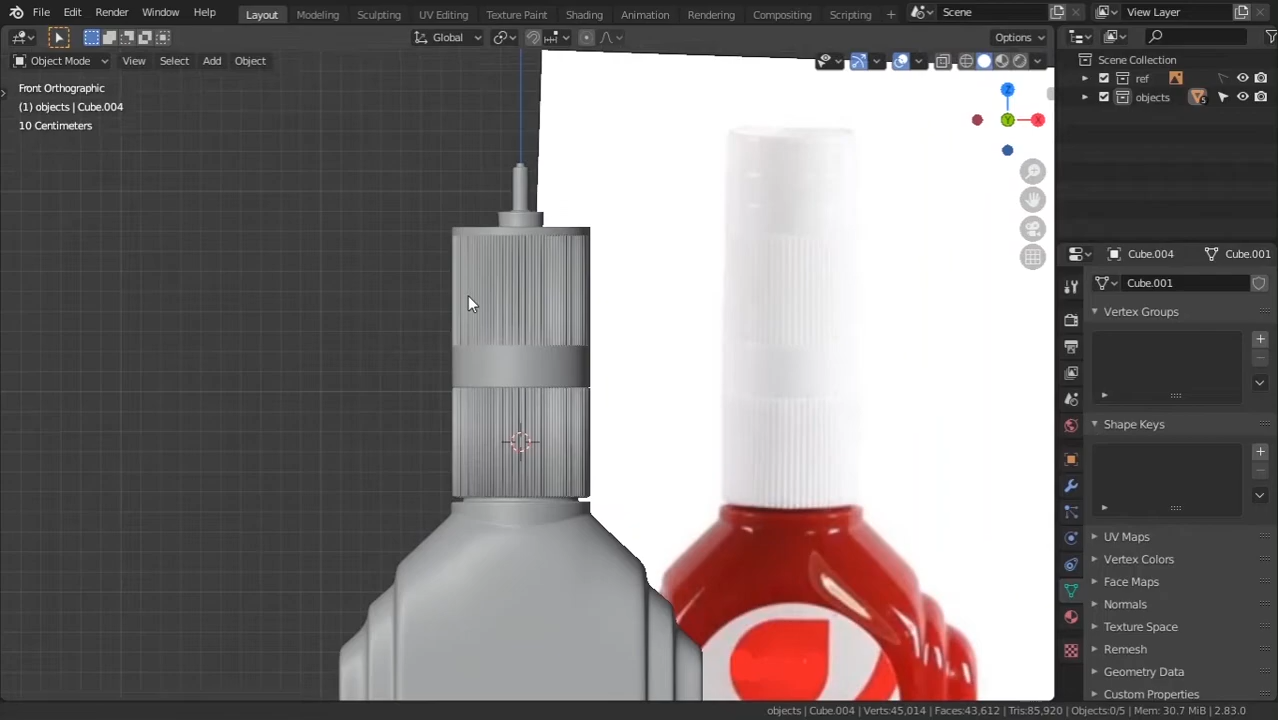 File Edit Render Window Help Layout Modeling Sculpting UV Editing Texture Paint Shading Animation Rendering Compositing Scripting + Scene View Layer
Global Options
Object Mode View Select Add Object
Front Orthographic
(1) objects | Cube.004
10 Centimeters
Z
Y
X
Scene Collection
ref
objects 5
Cube.004 Cube.001
Cube.001
Vertex Groups
Shape Keys
UV Maps
Vertex Colors
Face Maps
Normals
Texture Space
Remesh
Geometry Data
Custom Properties
objects | Cube.004 | Verts:45,014 | Faces:43,612 | Tris:85,920 | Objects:0/5 | Mem: 30.7 MiB | 2.83.0